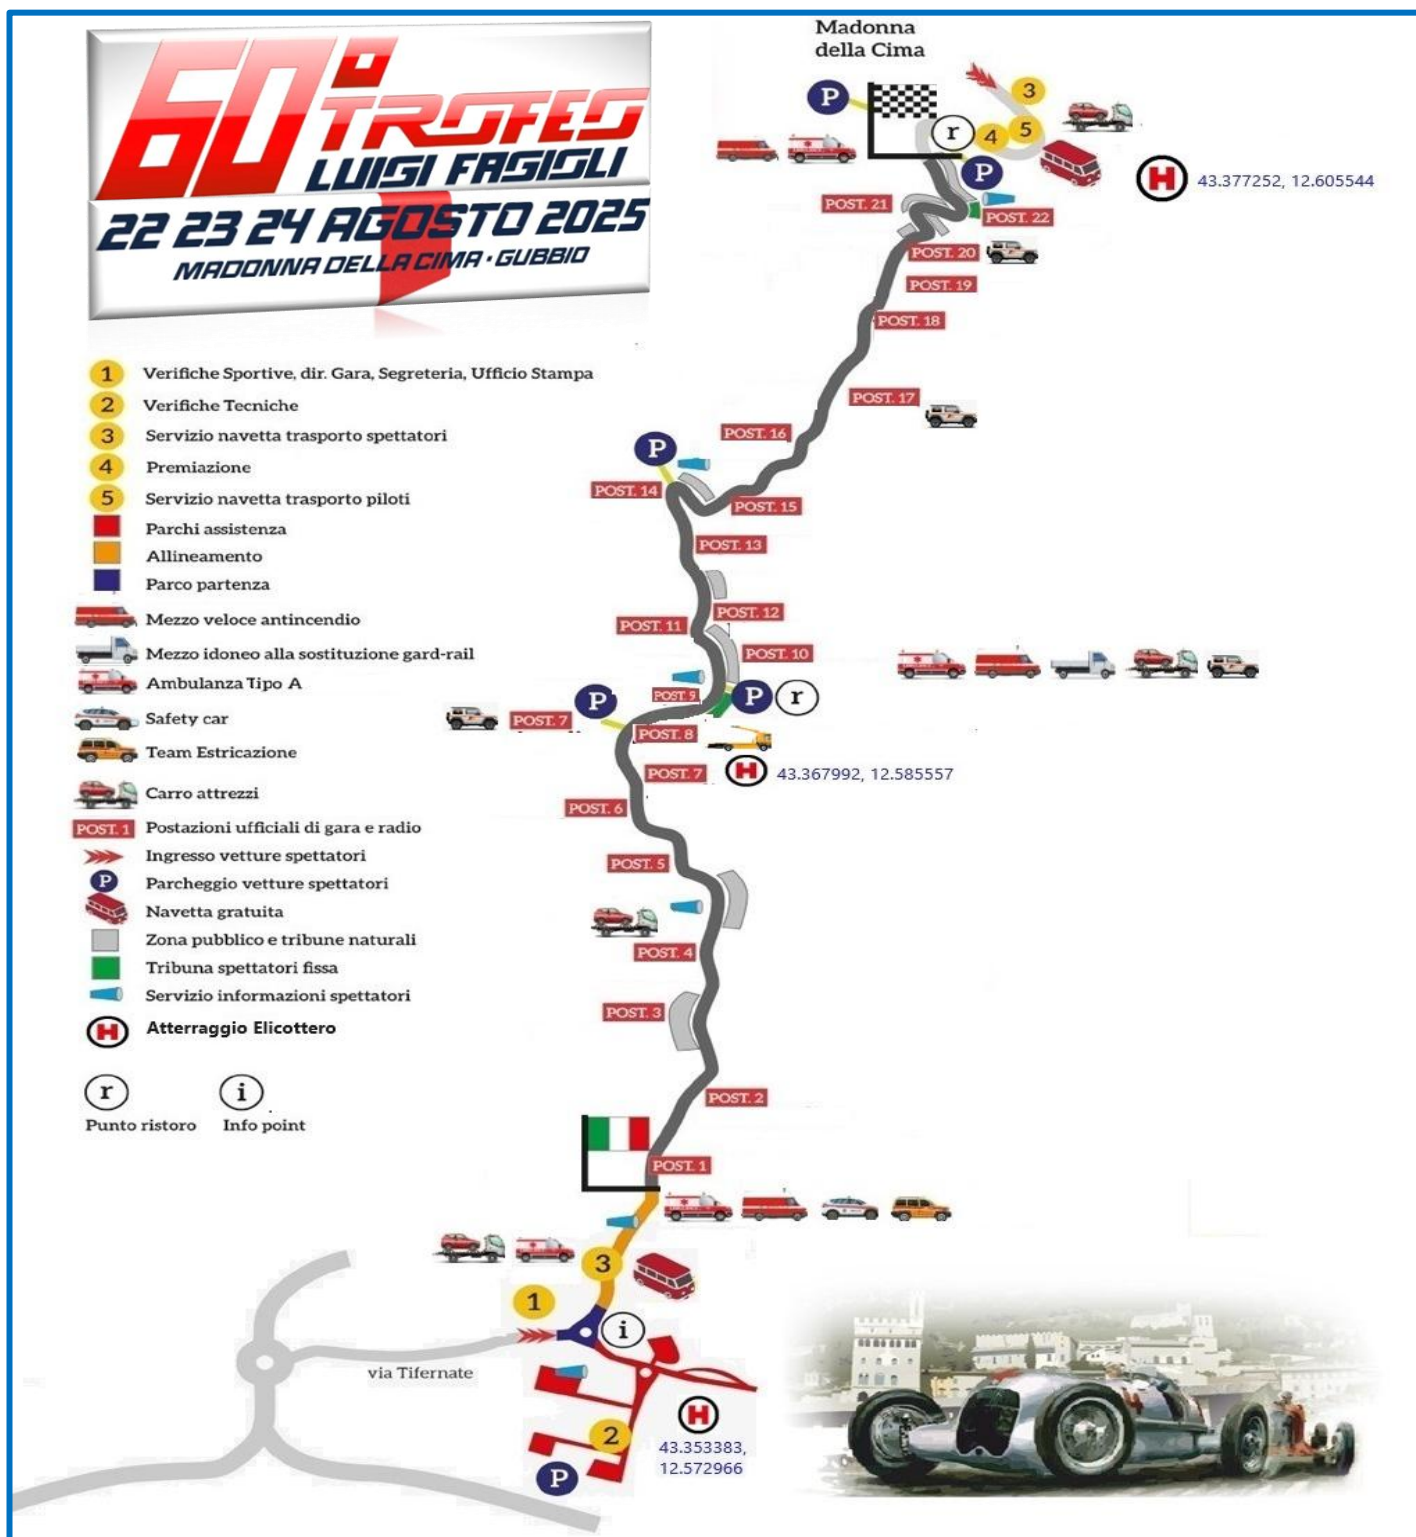 60° TROFEO
LUIGI FAGIOLI
22 23 24 AGOSTO 2025
MADONNA DELLA CIMA • GUBBIO
Madonna
della Cima
P
3
r
4
5
P
H
43.377252, 12.605544
POST. 21
POST. 22
POST. 20
POST. 19
POST. 18
POST. 17
POST. 16
P
POST. 14
POST. 15
POST. 13
POST. 12
POST. 11
POST. 10
POST. 9
P
r
P
POST. 7
POST. 8
POST. 7
H
43.367992, 12.585557
POST. 6
POST. 5
POST. 4
POST. 3
POST. 2
POST. 1
3
1
i
via Tifernate
H
2
43.353383,
12.572966
P
1 Verifiche Sportive, dir. Gara, Segreteria, Ufficio Stampa
2 Verifiche Tecniche
3 Servizio navetta trasporto spettatori
4 Premiazione
5 Servizio navetta trasporto piloti
Parchi assistenza
Allineamento
Parco partenza
Mezzo veloce antincendio
Mezzo idoneo alla sostituzione gard-rail
Ambulanza Tipo A
Safety car
Team Estricazione
Carro attrezzi
POST. 1 Postazioni ufficiali di gara e radio
Ingresso vetture spettatori
P Parcheggio vetture spettatori
Navetta gratuita
Zona pubblico e tribune naturali
Tribuna spettatori fissa
Servizio informazioni spettatori
H Atterraggio Elicottero
r i
Punto ristoro Info point